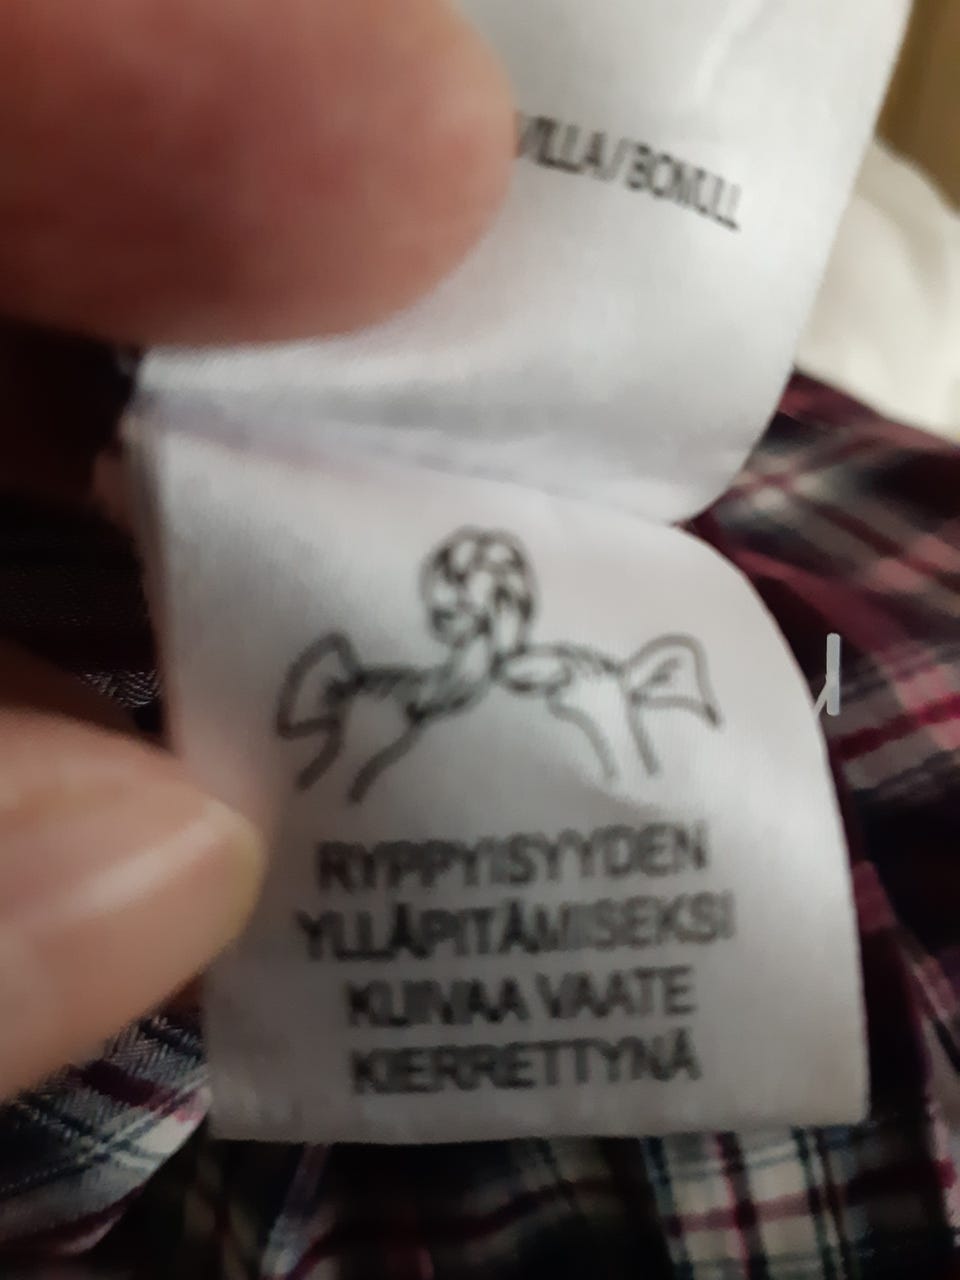 VILLA/BOMULL
RYPPYISYYDEN
YLLÄPITÄMISEKSI
KUIVAA VAATE
KIERRETTYNÄ